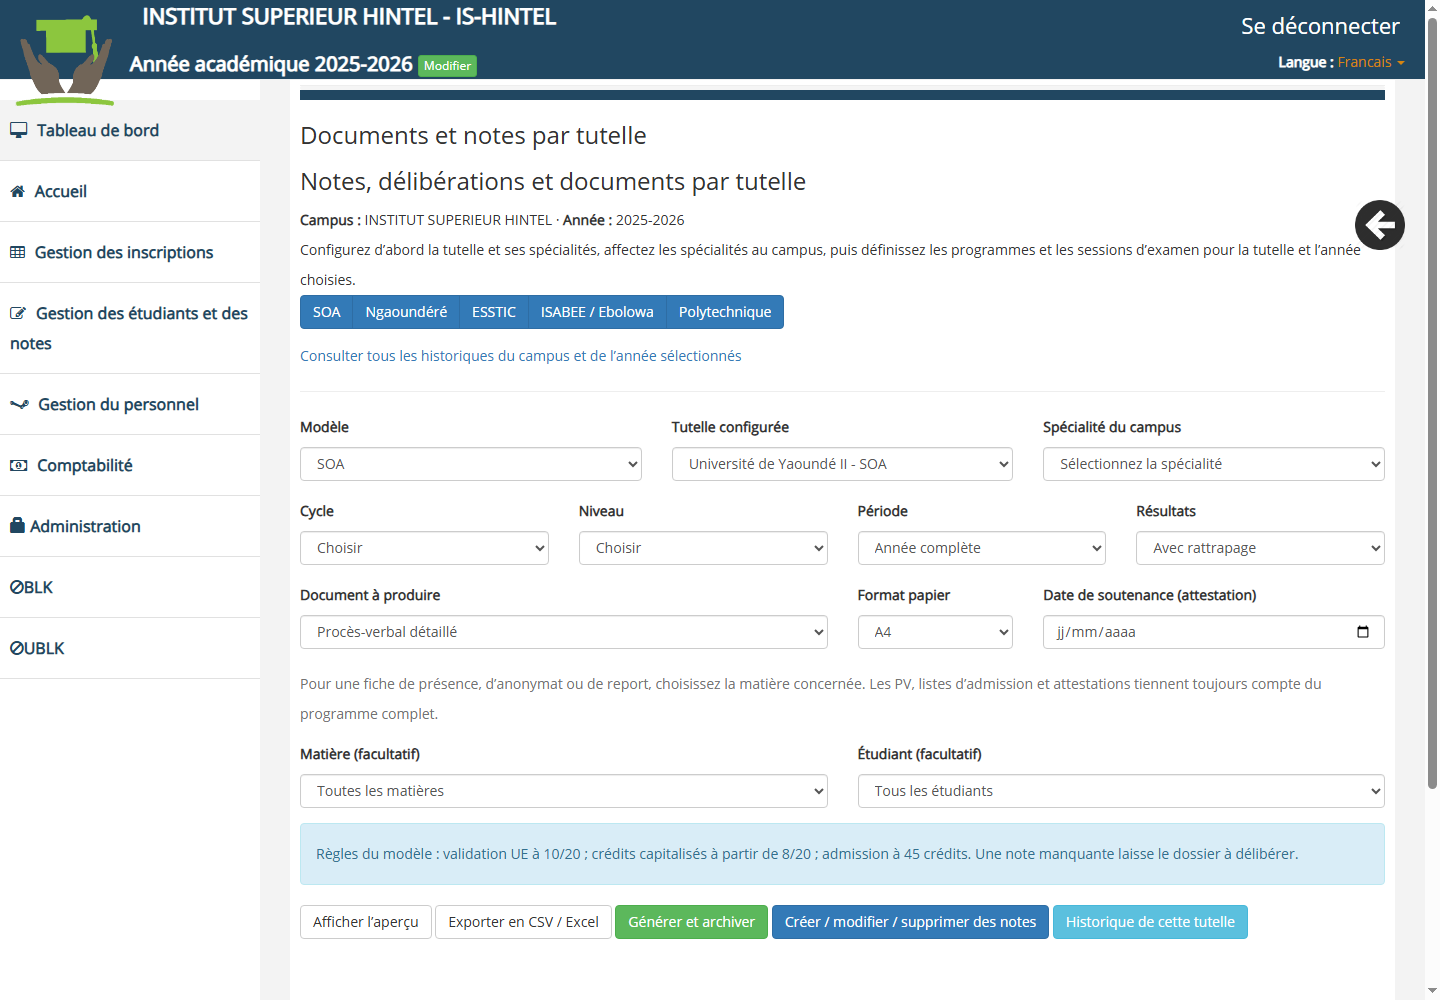 INSTITUT SUPERIEUR HINTEL - IS-HINTEL
Se déconnecter
Année académique 2025-2026 Modifier
Langue : Francais
Tableau de bord
Accueil
Gestion des inscriptions
Gestion des étudiants et des
notes
Gestion du personnel
Comptabilité
Administration
BLK
UBLK
Documents et notes par tutelle
Notes, délibérations et documents par tutelle
Campus : INSTITUT SUPERIEUR HINTEL · Année : 2025-2026
Configurez d’abord la tutelle et ses spécialités, affectez les spécialités au campus, puis définissez les programmes et les sessions d’examen pour la tutelle et l’année
choisies.
SOA Ngaoundéré ESSTIC ISABEE / Ebolowa Polytechnique
Consulter tous les historiques du campus et de l’année sélectionnés
Modèle Tutelle configurée Spécialité du campus
SOA Université de Yaoundé II - SOA Sélectionnez la spécialité
Cycle Niveau Période Résultats
Choisir Choisir Année complète Avec rattrapage
Document à produire Format papier Date de soutenance (attestation)
Procès-verbal détaillé A4 jj/mm/aaaa
Pour une fiche de présence, d’anonymat ou de report, choisissez la matière concernée. Les PV, listes d’admission et attestations tiennent toujours compte du
programme complet.
Matière (facultatif) Étudiant (facultatif)
Toutes les matières Tous les étudiants
Règles du modèle : validation UE à 10/20 ; crédits capitalisés à partir de 8/20 ; admission à 45 crédits. Une note manquante laisse le dossier à délibérer.
Afficher l’aperçu Exporter en CSV / Excel Générer et archiver Créer / modifier / supprimer des notes Historique de cette tutelle